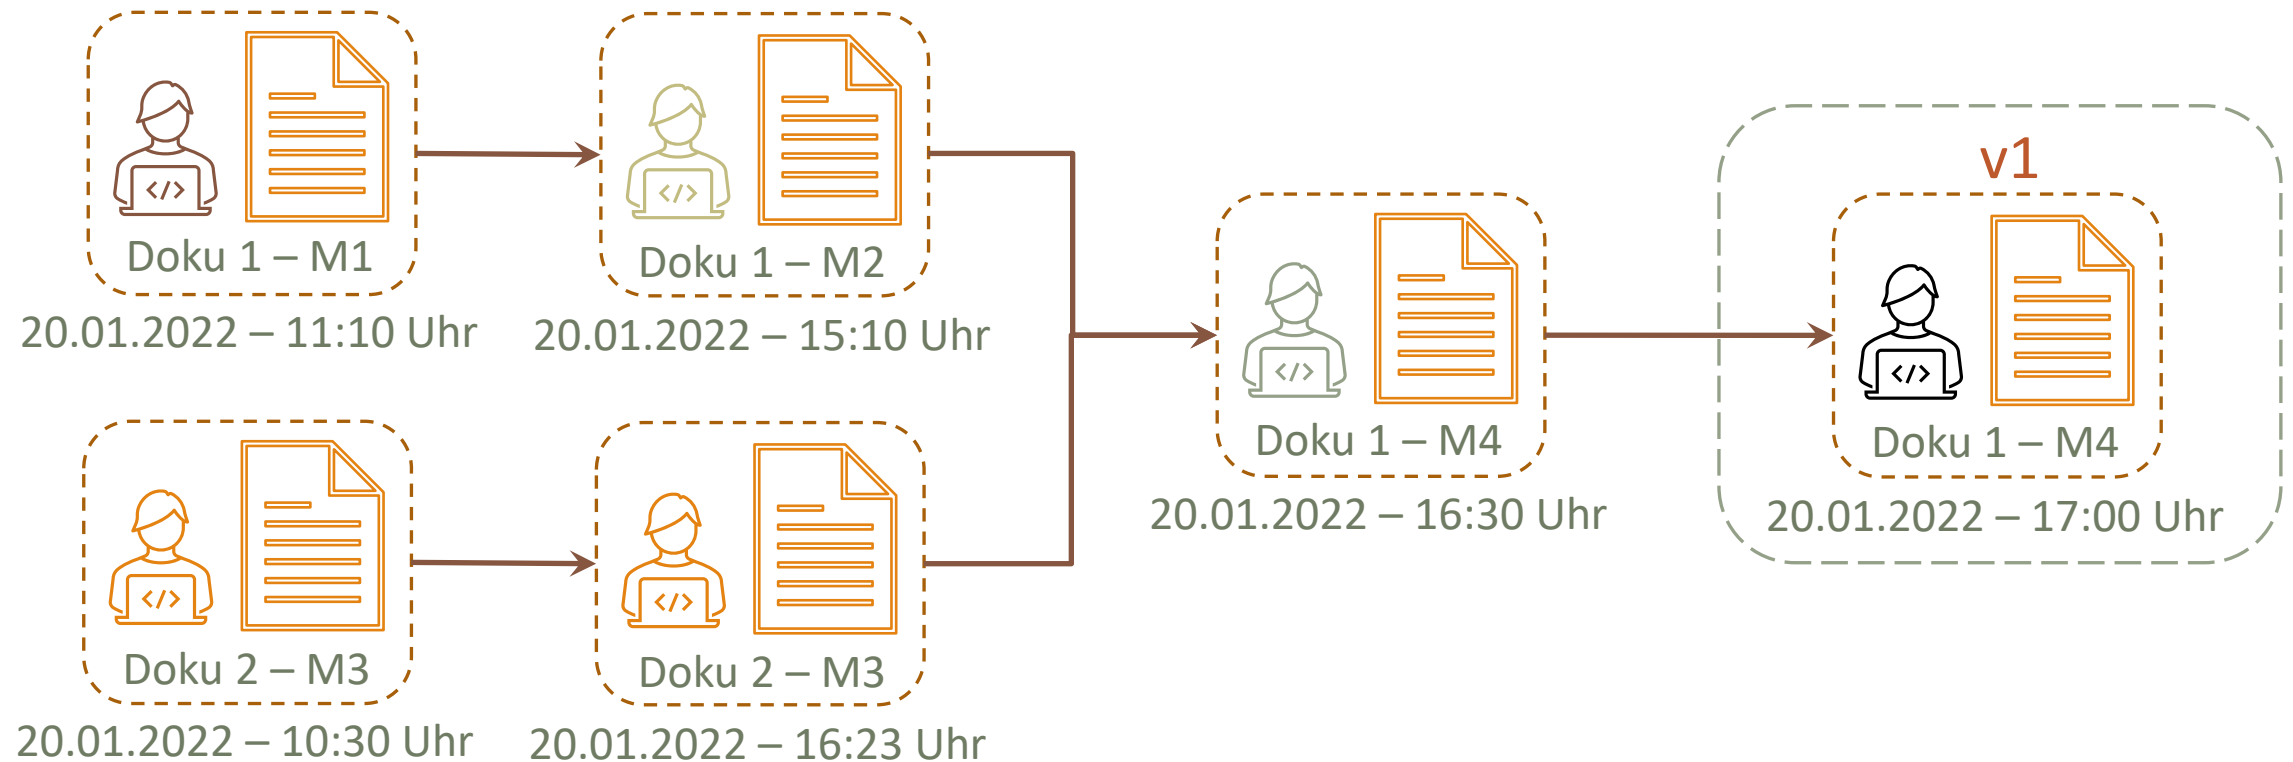 Doku 1 – M1
20.01.2022 – 11:10 Uhr
Doku 1 – M2
20.01.2022 – 15:10 Uhr
Doku 2 – M3
20.01.2022 – 10:30 Uhr
Doku 2 – M3
20.01.2022 – 16:23 Uhr
Doku 1 – M4
20.01.2022 – 16:30 Uhr
v1
Doku 1 – M4
20.01.2022 – 17:00 Uhr